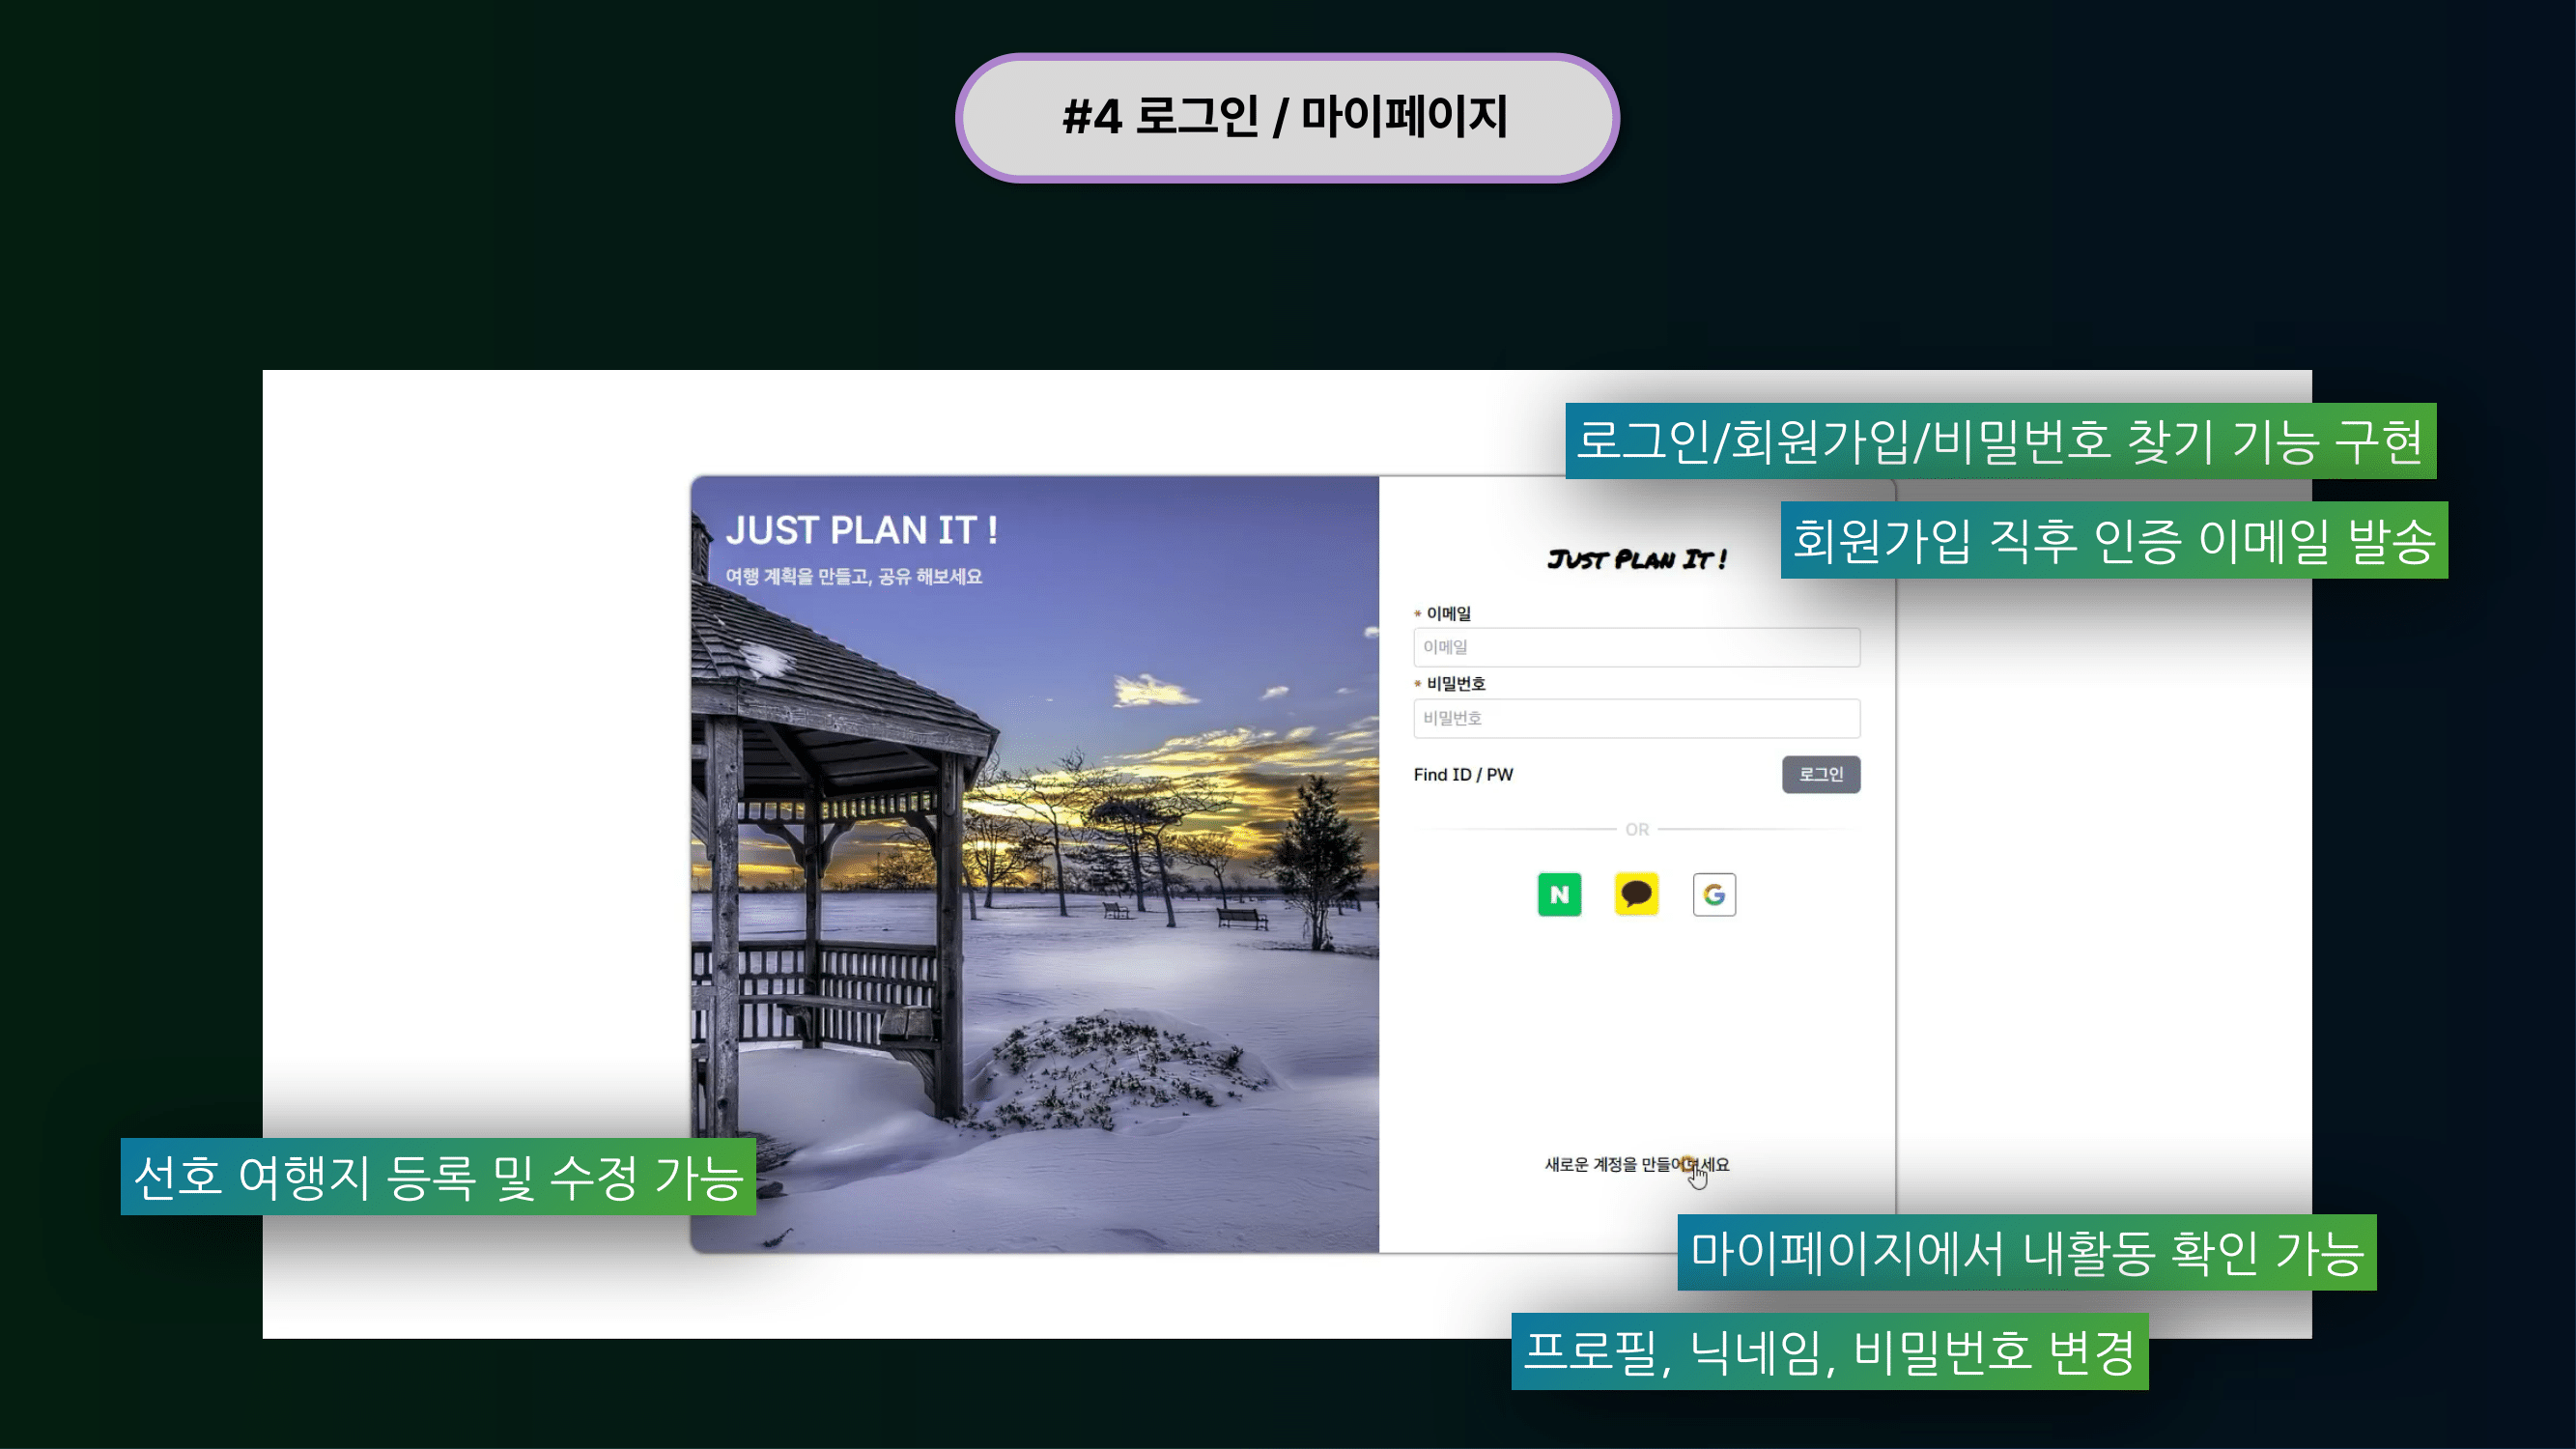 #4 로그인 / 마이페이지
로그인/회원가입/비밀번호 찾기 기능 구현
회원가입 직후 인증 이메일 발송
JUST PLAN IT !
여행 계획을 만들고, 공유 해보세요
JUST PLAN IT !
* 이메일
이메일
* 비밀번호
비밀번호
Find ID / PW
로그인
OR
N
G
새로운 계정을 만들어보세요
선호 여행지 등록 및 수정 가능
마이페이지에서 내활동 확인 가능
프로필, 닉네임, 비밀번호 변경